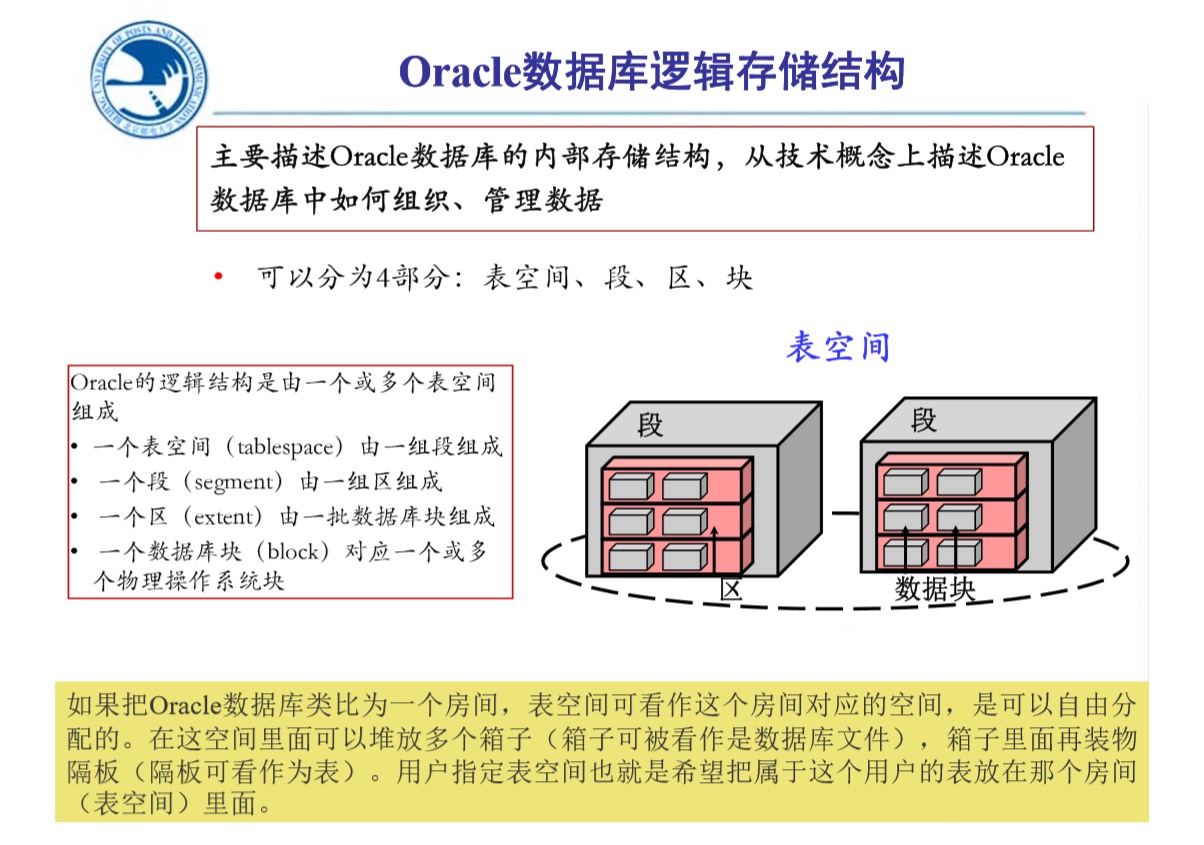 BEIJING UNIVERSITY OF POSTS AND TELECOMMUNICATIONS
北京邮电大学
Oracle数据库逻辑存储结构
主要描述Oracle数据库的内部存储结构，从技术概念上描述Oracle
数据库中如何组织、管理数据
• 可以分为4部分：表空间、段、区、块
Oracle的逻辑结构是由一个或多个表空间
组成
• 一个表空间（tablespace）由一组段组成
• 一个段（segment）由一组区组成
• 一个区（extent）由一批数据库块组成
• 一个数据库块（block）对应一个或多
个物理操作系统块
表空间
段
段
区
数据块
如果把Oracle数据库类比为一个房间，表空间可看作这个房间对应的空间，是可以自由分
配的。在这空间里面可以堆放多个箱子（箱子可被看作是数据库文件），箱子里面再装物
隔板（隔板可看作为表）。用户指定表空间也就是希望把属于这个用户的表放在那个房间
（表空间）里面。